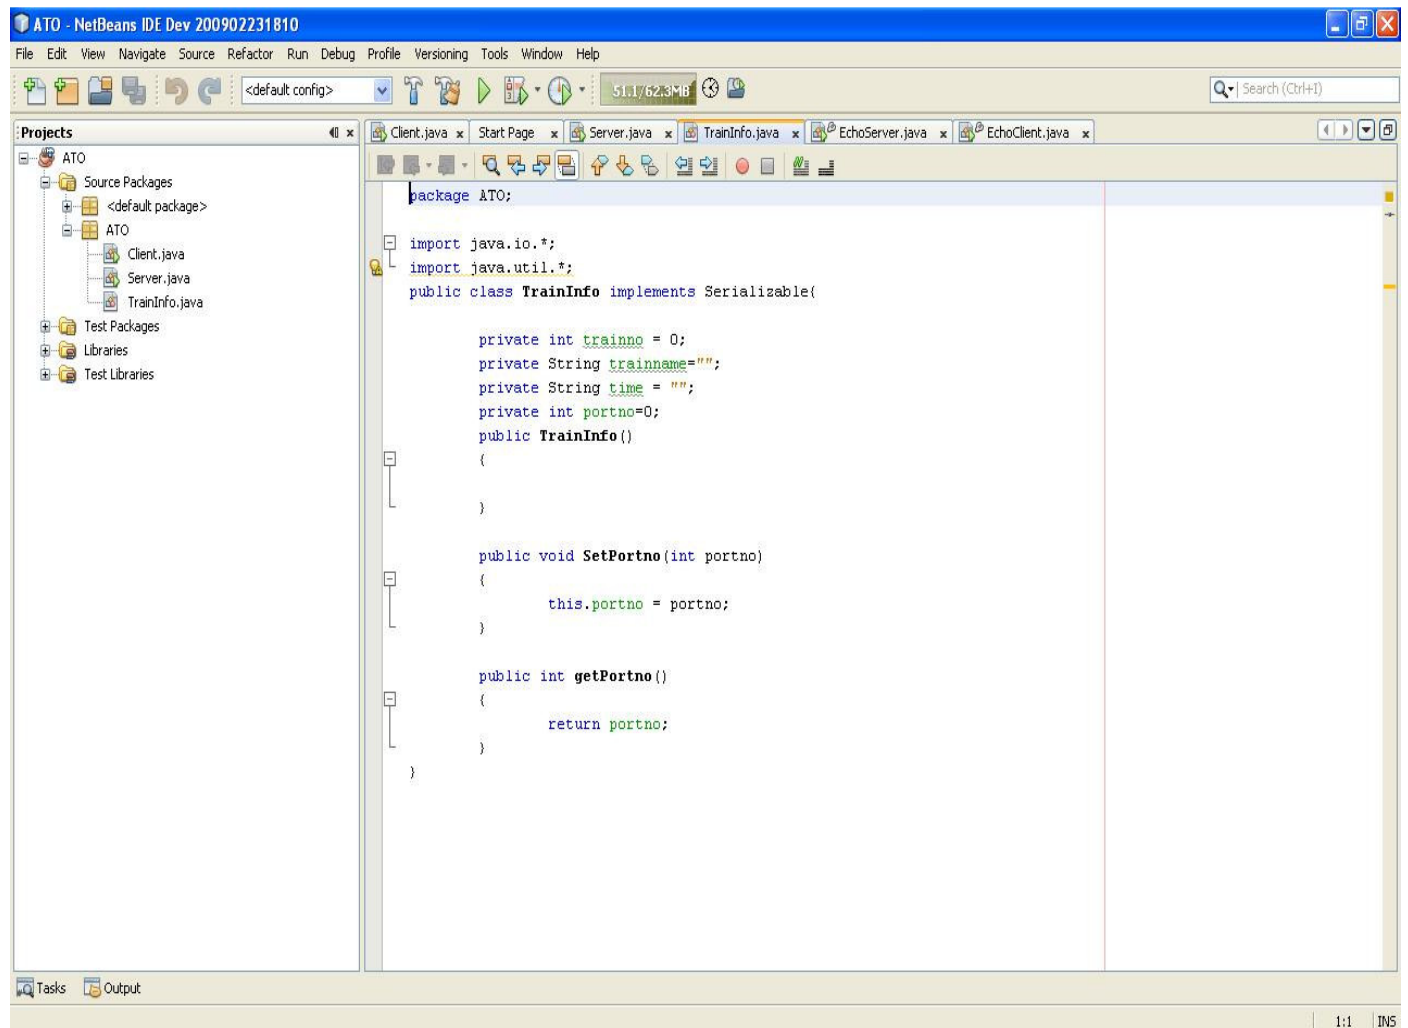 ATO - NetBeans IDE Dev 200902231810
File Edit View Navigate Source Refactor Run Debug Profile Versioning Tools Window Help
<default config> 51.1/62.3MB Search (Ctrl+I)
Projects
Client.java x Start Page x Server.java x TrainInfo.java x EchoServer.java x EchoClient.java x
ATO
Source Packages
<default package>
ATO
Client.java
Server.java
TrainInfo.java
Test Packages
Libraries
Test Libraries
package ATO;
import java.io.*;
import java.util.*;
public class TrainInfo implements Serializable{
private int trainno = 0;
private String trainname="";
private String time = "";
private int portno=0;
public TrainInfo()
{
}
public void SetPortno(int portno)
{
this.portno = portno;
}
public int getPortno()
{
return portno;
}
}
Tasks Output
1:1 INS